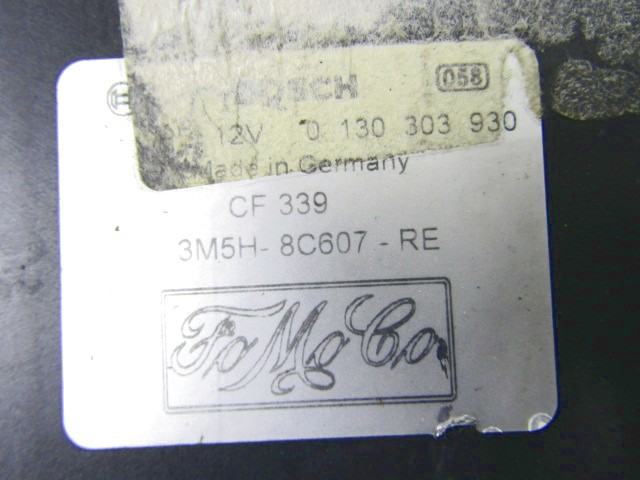 BOSCH 058
12V 0 130 303 930
Made in Germany
CF 339
3M5H- 8C607 - RE
FoMoCo